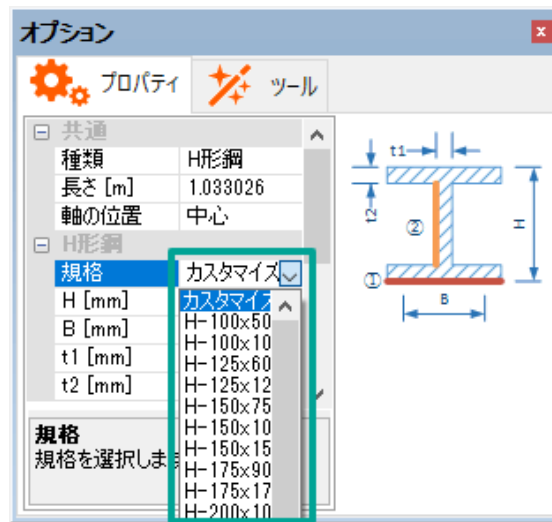 オプション
プロパティ
ツール
共通
種類 H形鋼
長さ [m] 1.033026
軸の位置 中心
H形鋼
規格 カスタマイズ
H [mm]
B [mm]
t1 [mm]
t2 [mm]
カスタマイズ
H-100x50
H-100x10
H-125x60
H-125x12
H-150x75
H-150x10
H-150x15
H-175x90
H-175x17
H-200x10
規格
規格を選択しま
t1
t2
②
H
①
B